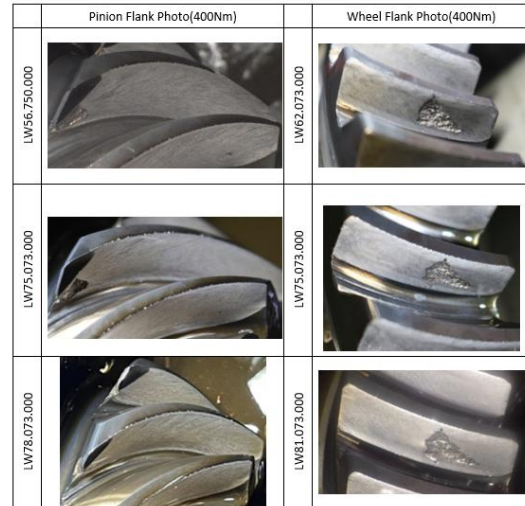 Pinion Flank Photo(400Nm)
Wheel Flank Photo(400Nm)
LW56.750.000
LW62.073.000
LW75.073.000
LW75.073.000
LW78.073.000
LW81.073.000